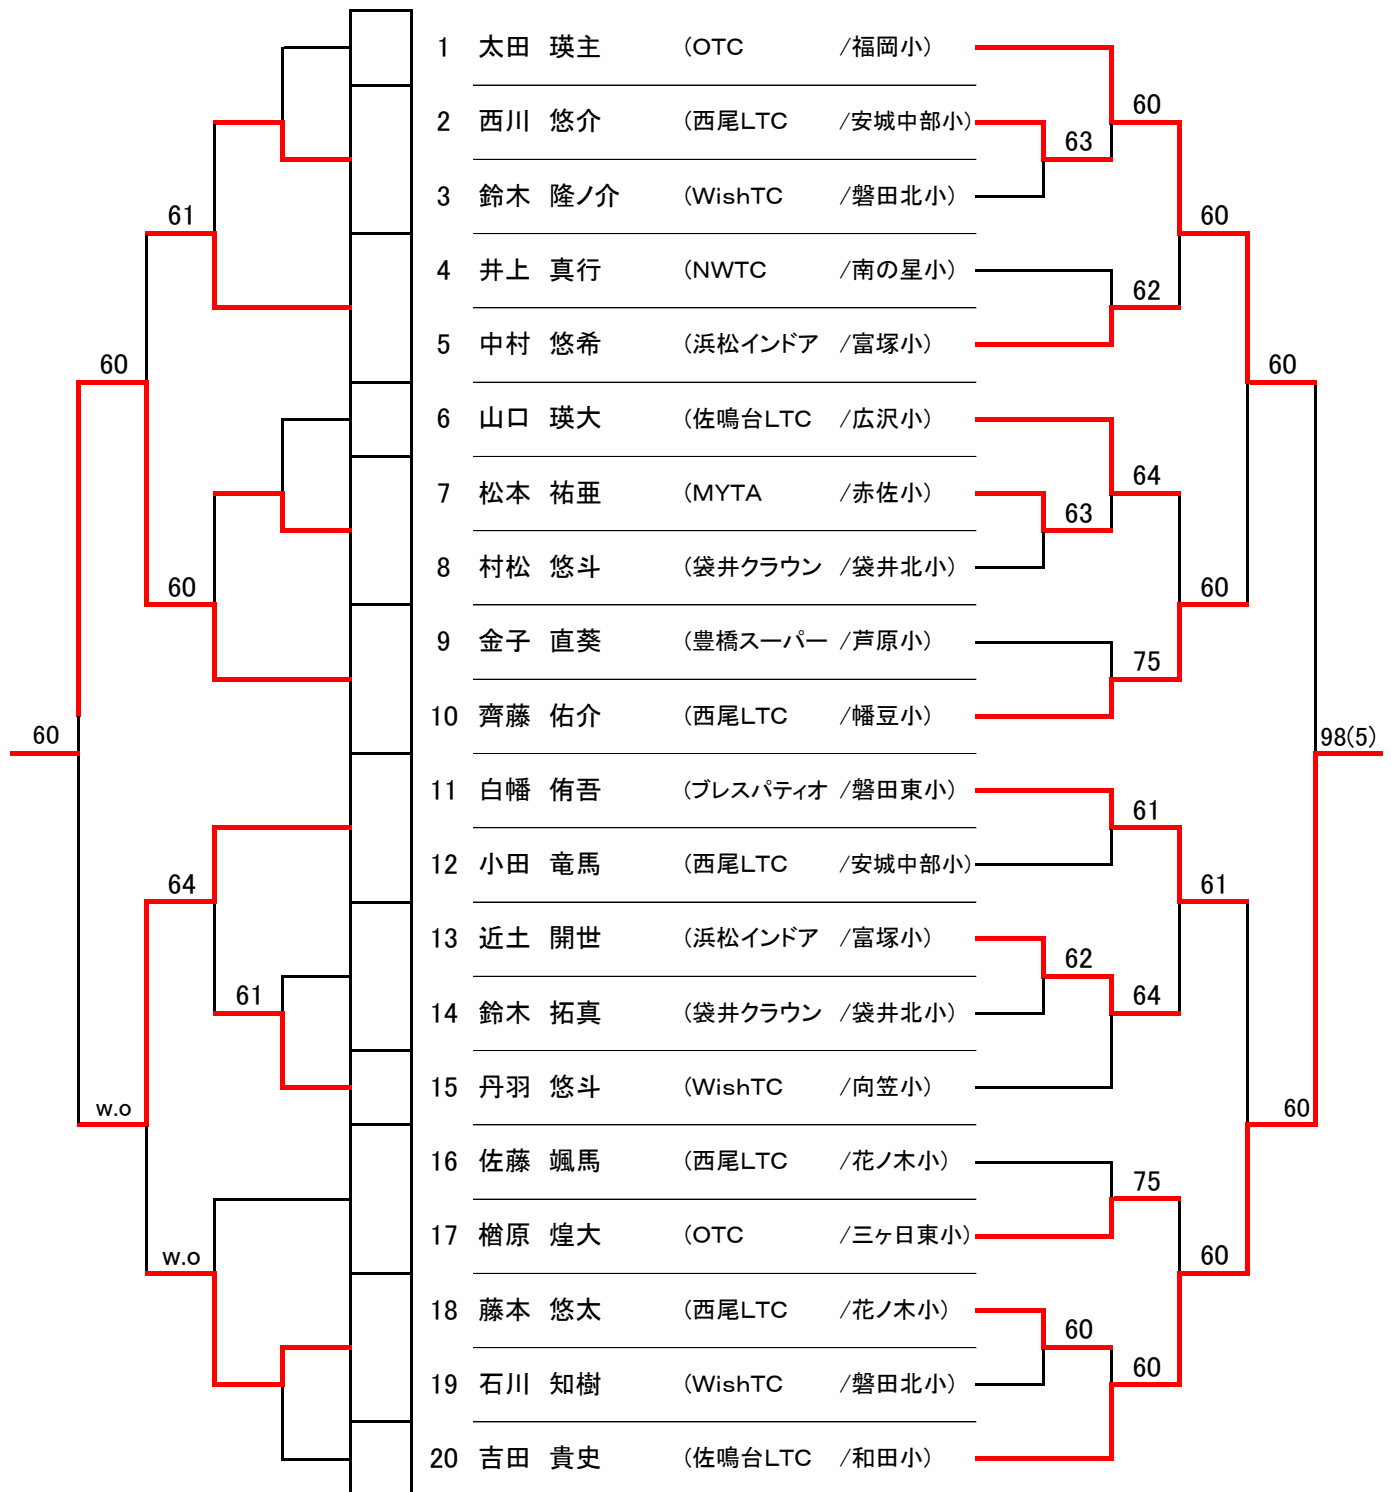 1 太田 瑛主 (OTC /福岡小)
60
2 西川 悠介 (西尾LTC /安城中部小)
63
3 鈴木 隆ノ介 (WishTC /磐田北小)
61 60
4 井上 真行 (NWTC /南の星小)
62
5 中村 悠希 (浜松インドア /富塚小)
60 60
6 山口 瑛大 (佐鳴台LTC /広沢小)
64
7 松本 祐亜 (MYTA /赤佐小)
63
8 村松 悠斗 (袋井クラウン /袋井北小)
60 60
9 金子 直葵 (豊橋スーパー /芦原小)
75
10 齊藤 佑介 (西尾LTC /幡豆小)
60 98(5)
11 白幡 侑吾 (ブレスパティオ /磐田東小)
61
12 小田 竜馬 (西尾LTC /安城中部小)
64 61
13 近土 開世 (浜松インドア /富塚小)
62
61 64
14 鈴木 拓真 (袋井クラウン /袋井北小)
15 丹羽 悠斗 (WishTC /向笠小)
w.o 60
16 佐藤 颯馬 (西尾LTC /花ノ木小)
75
17 楢原 煌大 (OTC /三ヶ日東小)
w.o 60
18 藤本 悠太 (西尾LTC /花ノ木小)
60
60
19 石川 知樹 (WishTC /磐田北小)
20 吉田 貴史 (佐鳴台LTC /和田小)